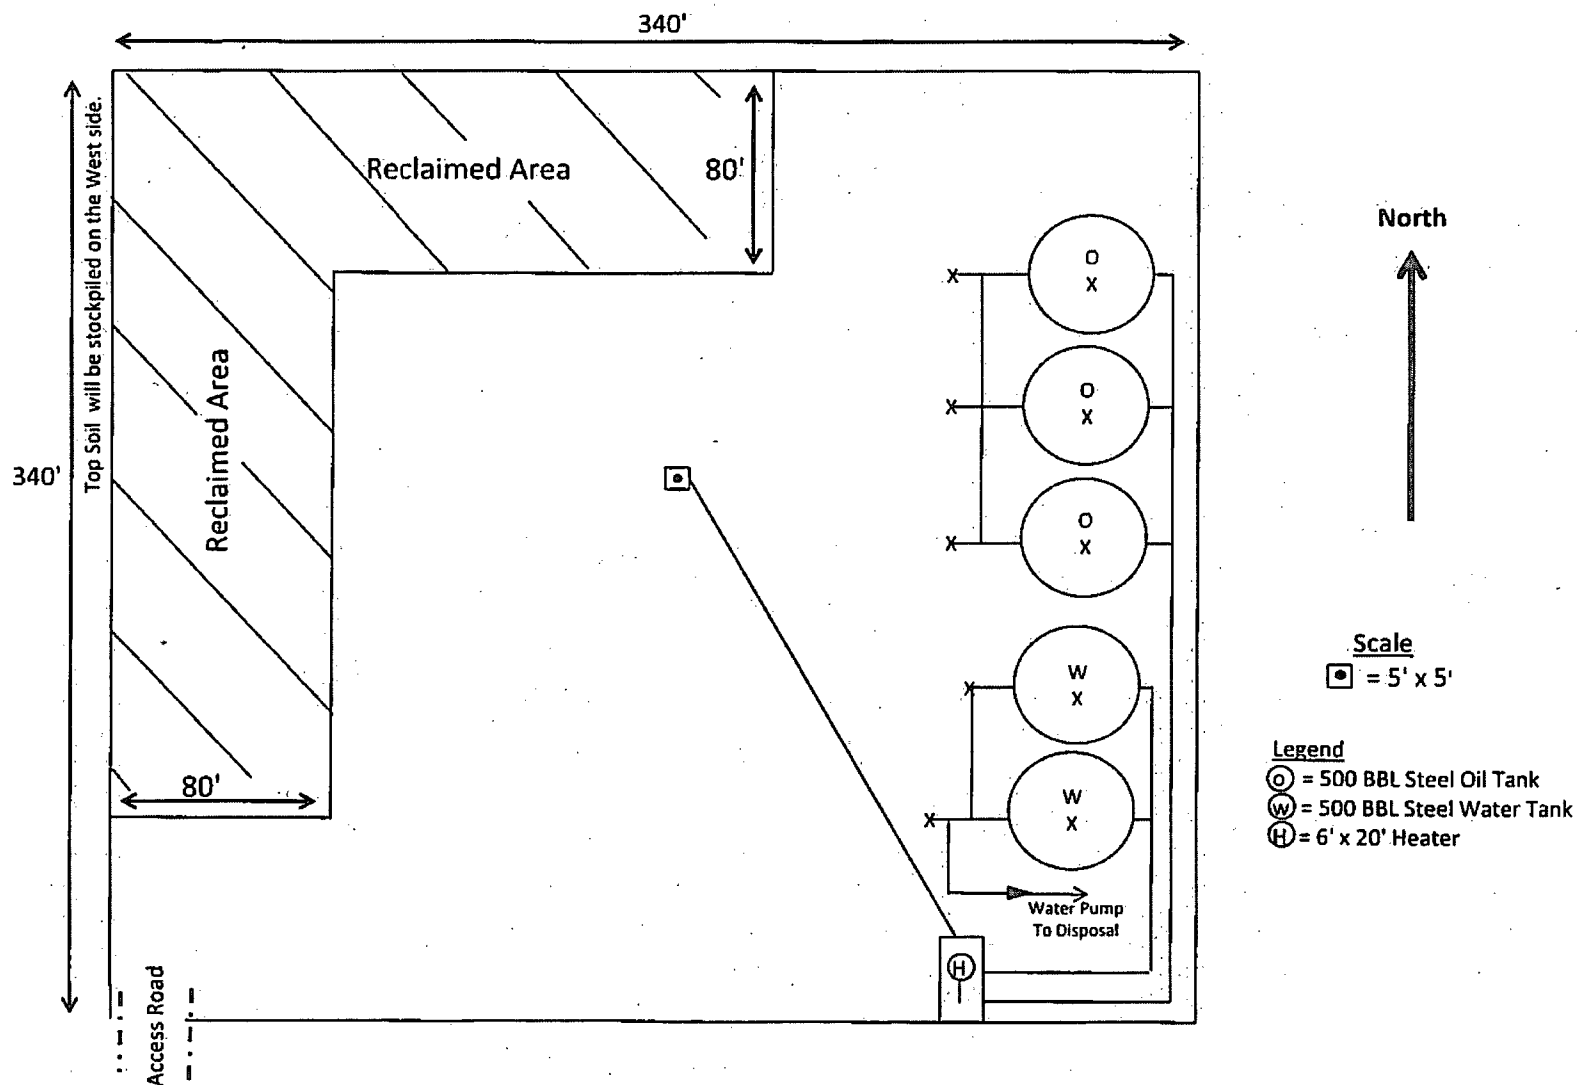 340'
Top Soil will be stockpiled on the West side.
Reclaimed Area
80'
North
O
X
X
O
X
X
340'
Reclaimed Area
O
X
X
Scale
= 5' x 5'
W
X
X
80'
W
X
X
Legend
O = 500 BBL Steel Oil Tank
W = 500 BBL Steel Water Tank
H = 6' x 20' Heater
Water Pump
To Disposal
H
Access Road